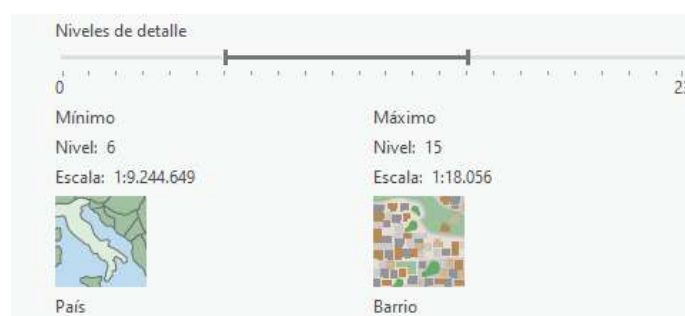 Niveles de detalle
0
Mínimo Máximo
Nivel: 6 Nivel: 15
Escala: 1:9.244.649 Escala: 1:18.056
País Barrio